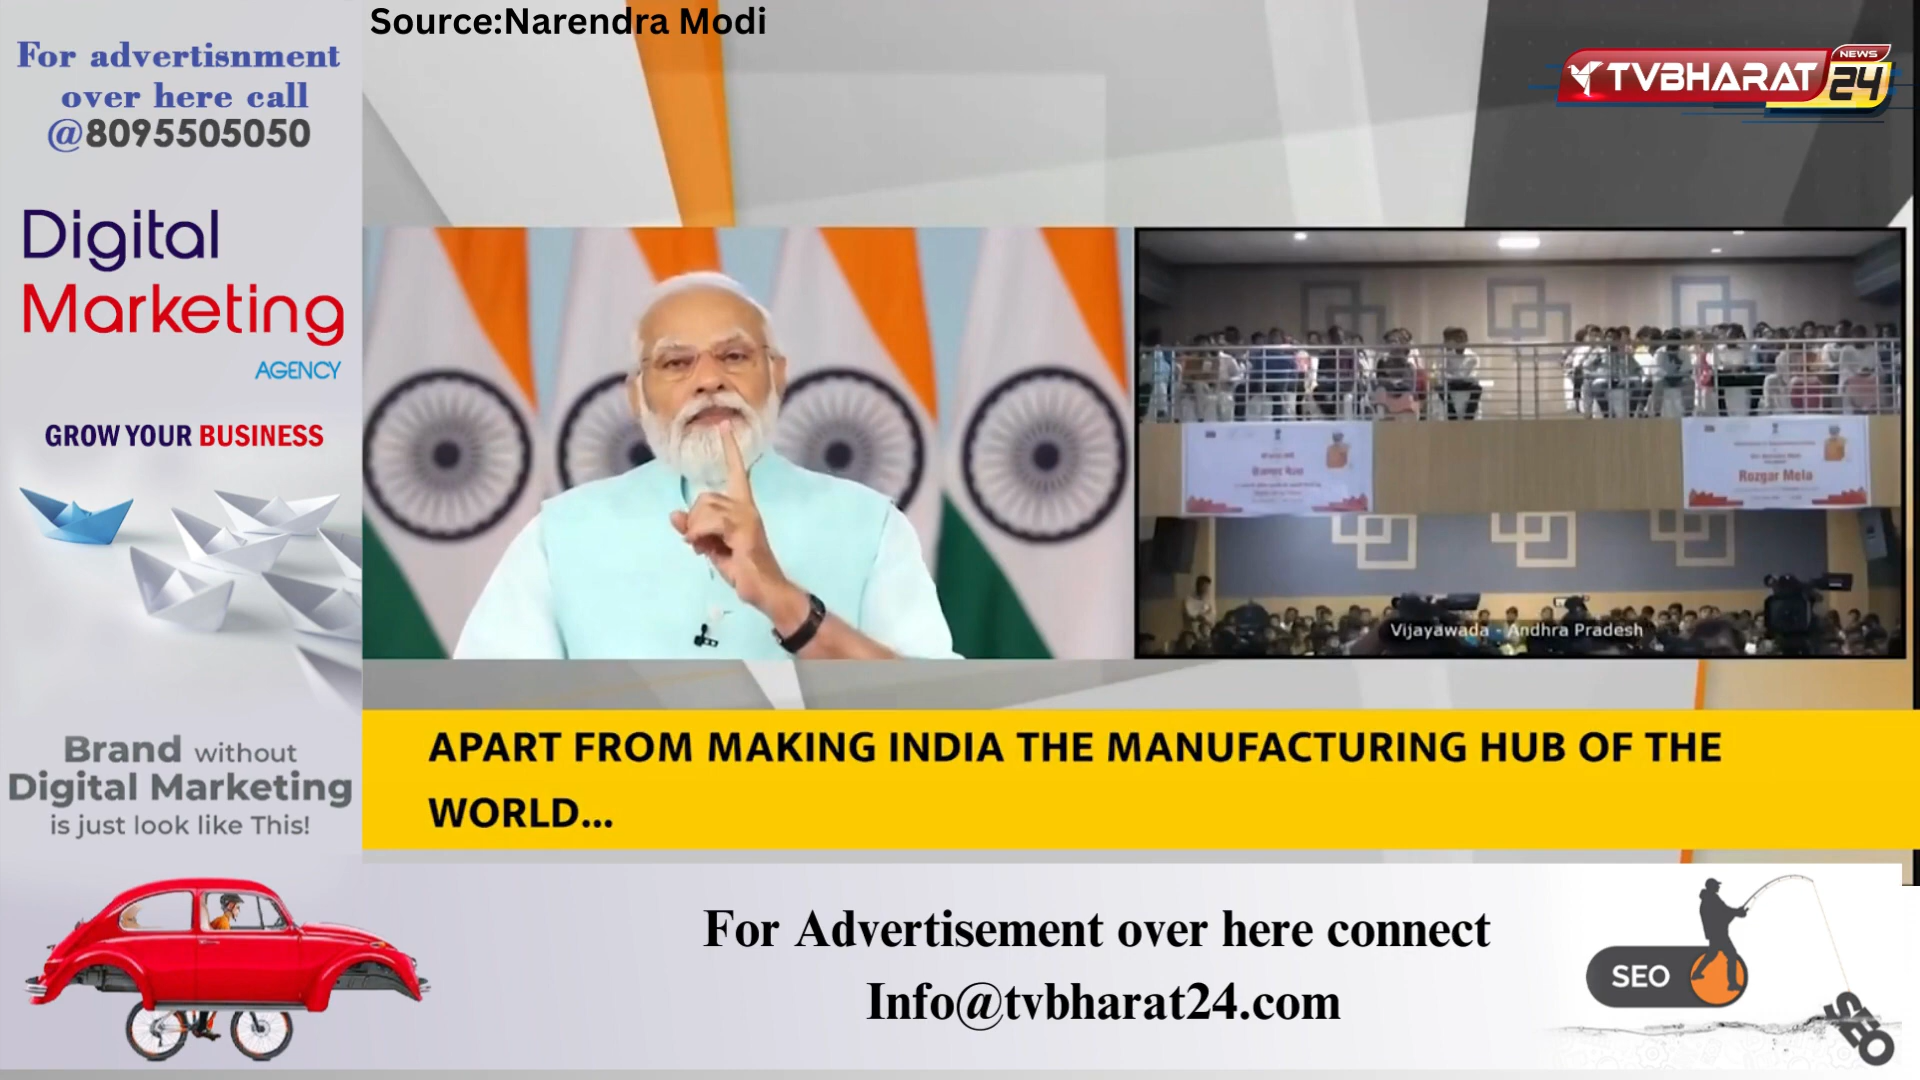 Source:Narendra Modi
For advertisnment
over here call
@8095505050
Digital
Marketing
AGENCY
GROW YOUR BUSINESS
Brand without
Digital Marketing
is just look like This!
TVBHARAT
NEWS
24
रोजगार मेला
Rozgar Mela
Vijayawada - Andhra Pradesh
APART FROM MAKING INDIA THE MANUFACTURING HUB OF THE
WORLD...
For Advertisement over here connect
Info@tvbharat24.com
SEO
SEO